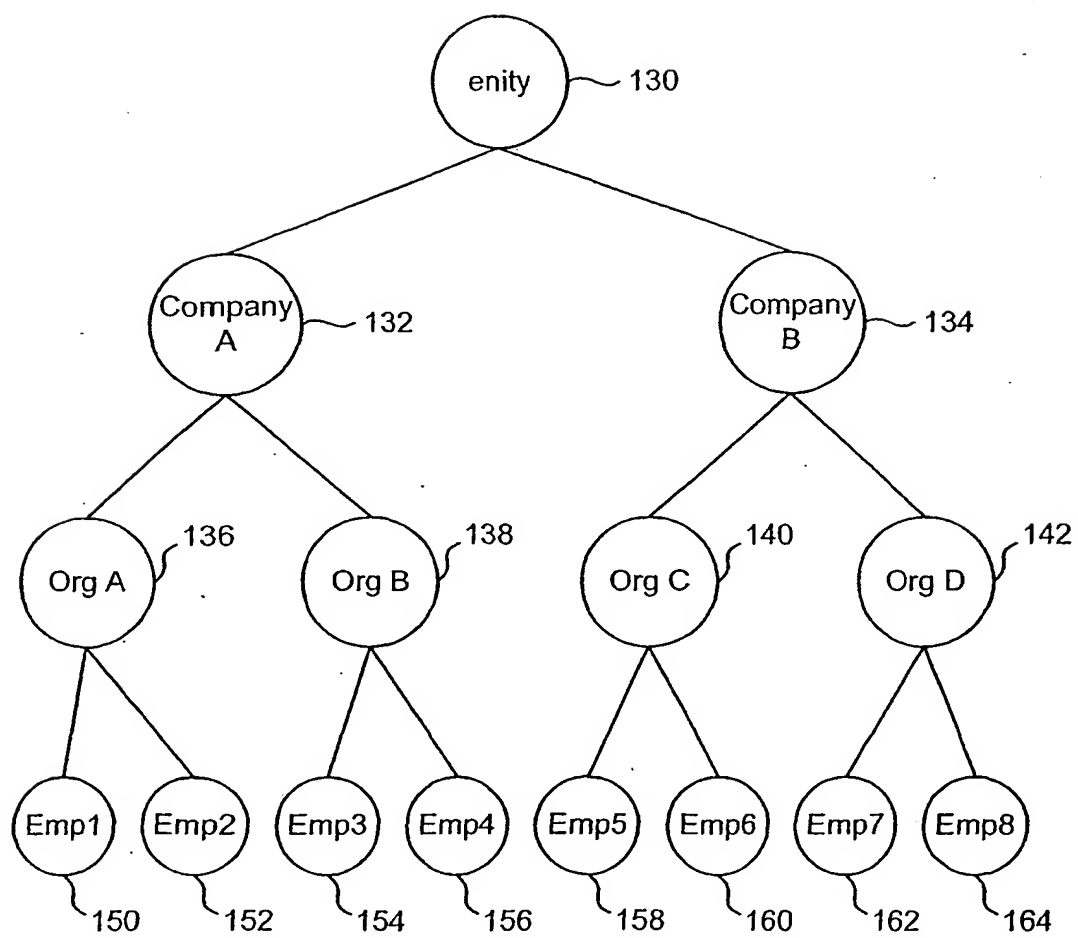 enity
130
Company
A
132
Company
B
134
Org A
136
Org B
138
Org C
140
Org D
142
Emp1
Emp2
Emp3
Emp4
Emp5
Emp6
Emp7
Emp8
150
152
154
156
158
160
162
164